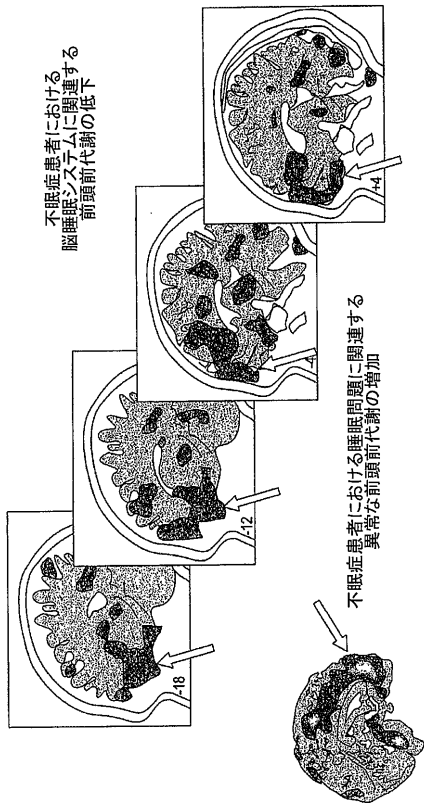 不眠症患者における
脳睡眠システムに関連する
前頭前代謝の低下
-18
-12
+4
不眠症患者における睡眠問題に関連する
異常な前頭前代謝の増加